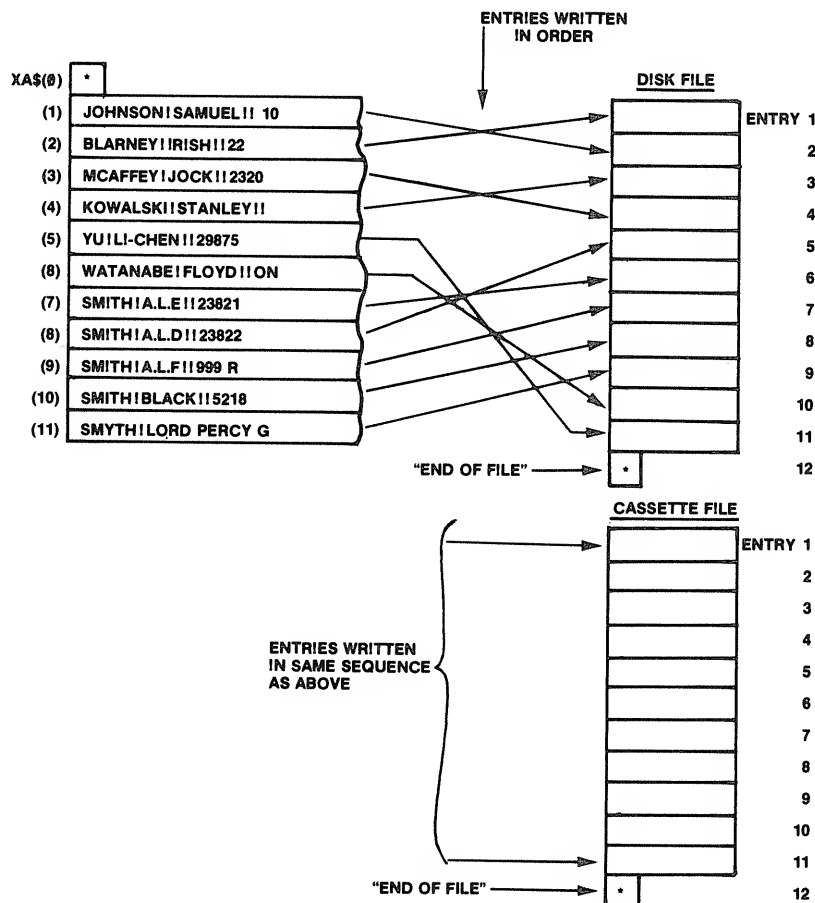 ENTRIES WRITTEN
IN ORDER
XA$(0) *
DISK FILE
(1) JOHNSON!SAMUEL!! 10
ENTRY 1
(2) BLARNEY!!IRISH!!22
2
(3) MCAFFEY!JOCK!!2320
3
(4) KOWALSKI!STANLEY!!
4
(5) YU!LI-CHEN!!29875
5
(8) WATANABE!FLOYD!!ON
6
(7) SMITH!A.L.E!!23821
7
(8) SMITH!A.L.D!!23822
8
(9) SMITH!A.L.F!!999 R
9
(10) SMITH!BLACK!!5218
10
(11) SMYTH!LORD PERCY G
11
"END OF FILE" * 12
CASSETTE FILE
ENTRY 1
2
3
4
ENTRIES WRITTEN
IN SAME SEQUENCE
AS ABOVE
5
6
7
8
9
10
11
"END OF FILE" * 12